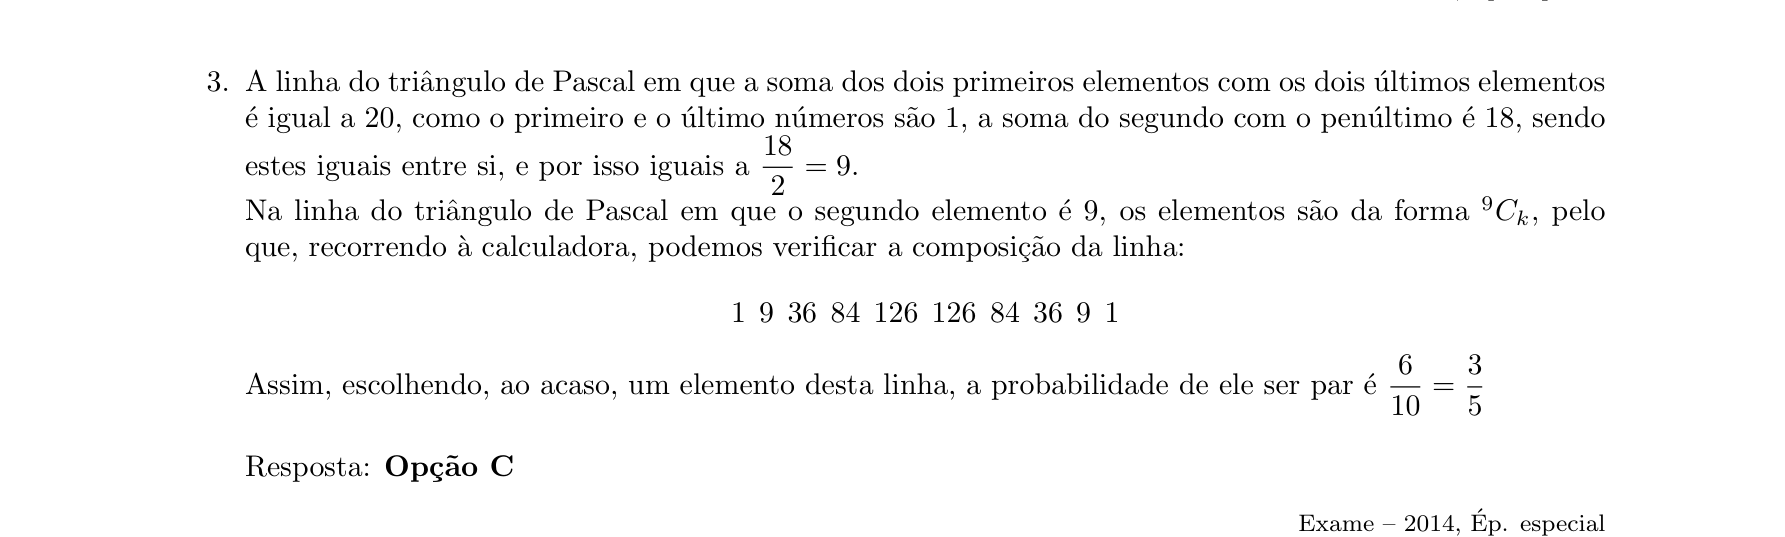 3. A linha do triângulo de Pascal em que a soma dos dois primeiros elementos com os dois últimos elementos
é igual a 20, como o primeiro e o último números são 1, a soma do segundo com o penúltimo é 18, sendo
estes iguais entre si, e por isso iguais a 18/2 = 9.
Na linha do triângulo de Pascal em que o segundo elemento é 9, os elementos são da forma ⁹Cₖ, pelo
que, recorrendo à calculadora, podemos verificar a composição da linha:
1 9 36 84 126 126 84 36 9 1
Assim, escolhendo, ao acaso, um elemento desta linha, a probabilidade de ele ser par é 6/10 = 3/5
Resposta: Opção C
Exame – 2014, Ép. especial